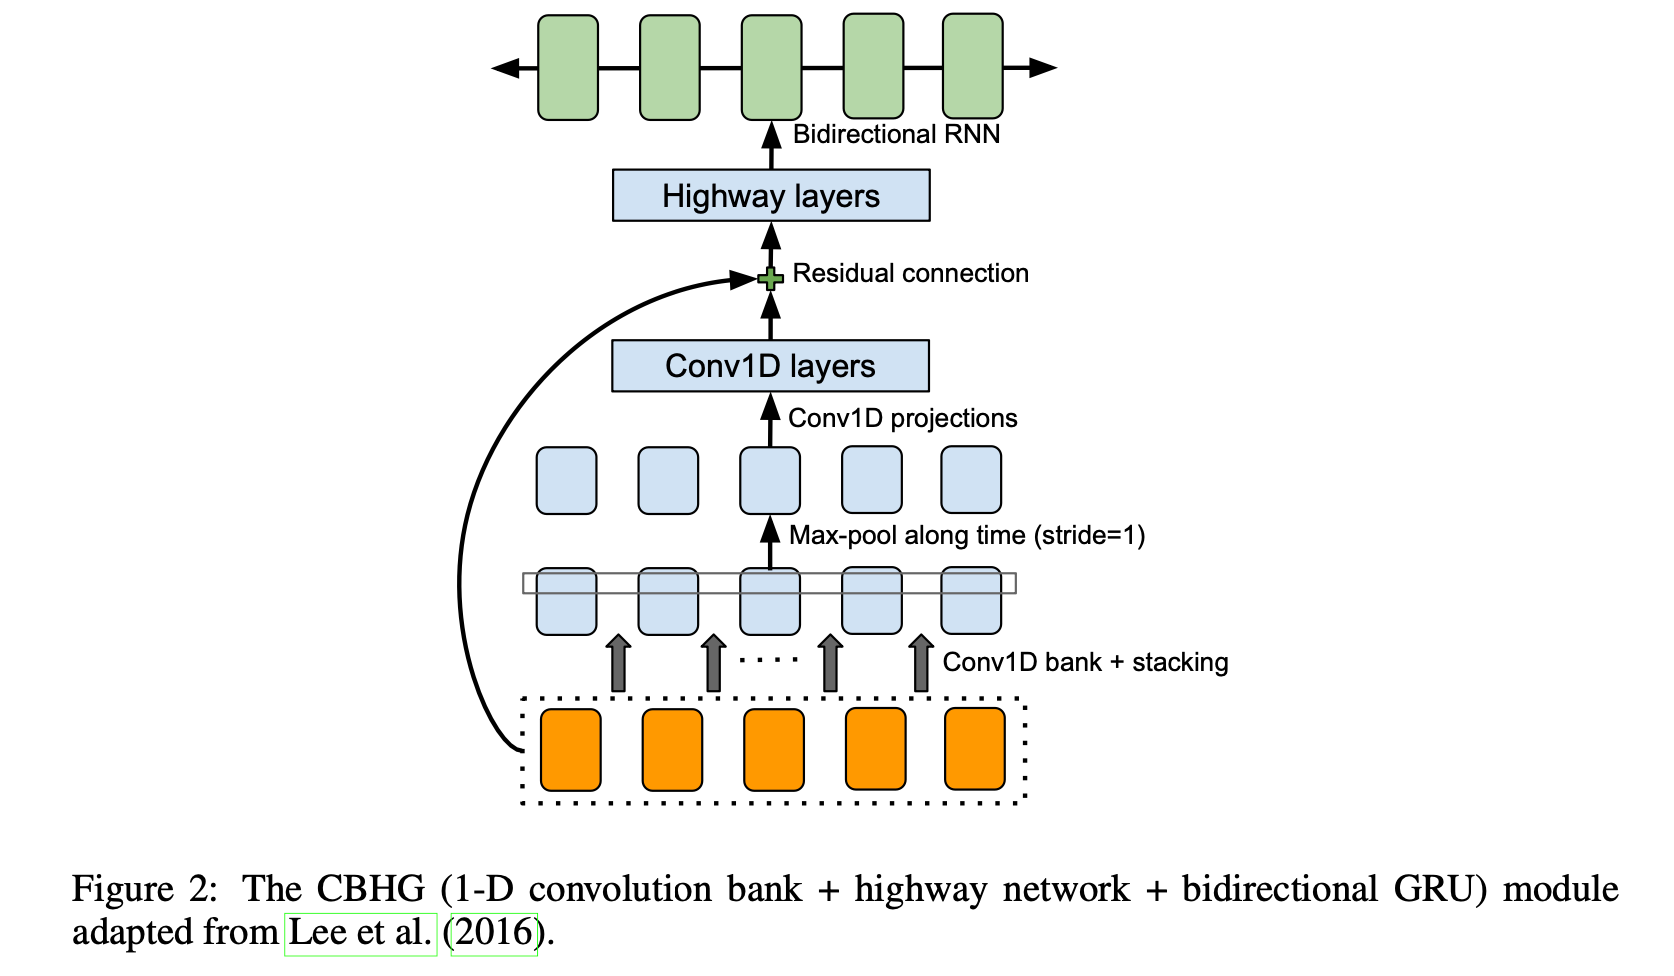 Bidirectional RNN
Highway layers
Residual connection
Conv1D layers
Conv1D projections
Max-pool along time (stride=1)
Conv1D bank + stacking
Figure 2: The CBHG (1-D convolution bank + highway network + bidirectional GRU) module
adapted from Lee et al. (2016).